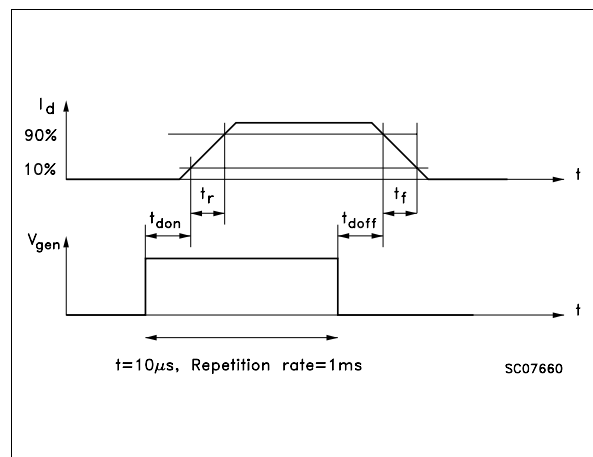 I_d
90%
10%
t
t_r
t_f
t_don
t_doff
V_gen
t
t=10μs, Repetition rate=1ms
SC07660